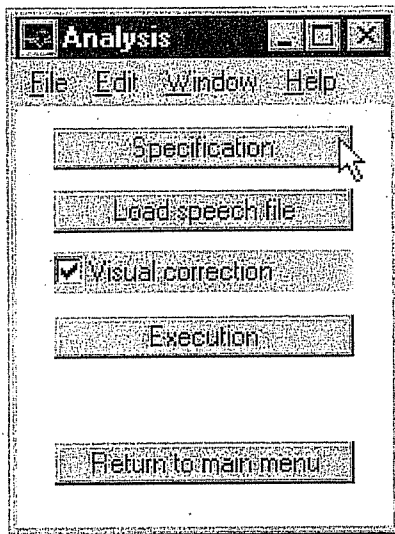 Analysis
File Edit Window Help
Specification
Load speech file
Visual correction
Execution
Return to main menu